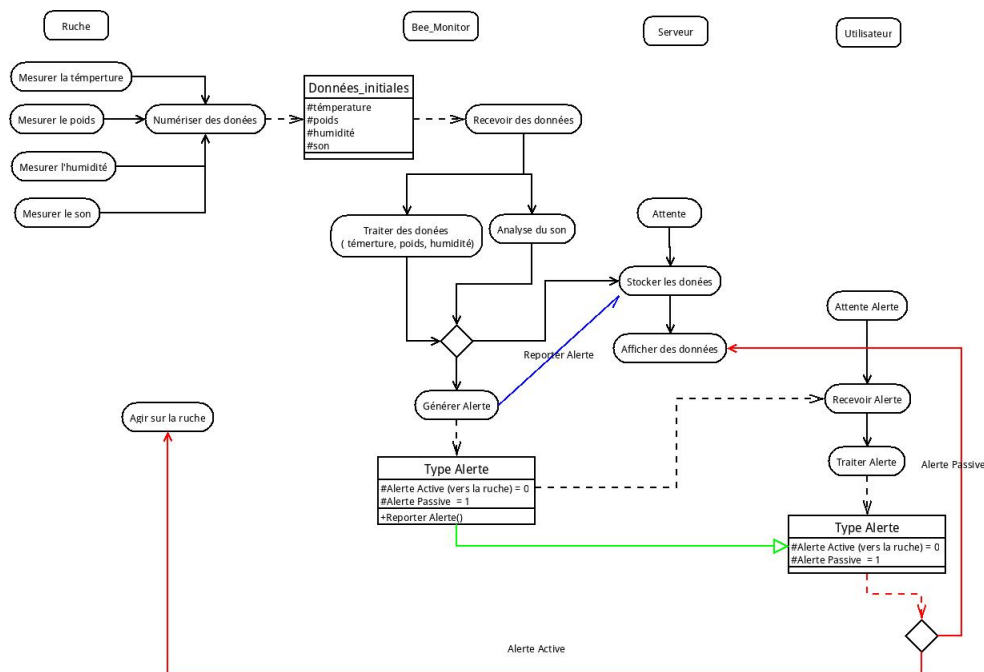 Ruche
Bee_Monitor
Serveur
Utilisateur
Mesurer la témperture
Mesurer le poids
Mesurer l'humidité
Mesurer le son
Numériser des donées
Données_initiales
#témperature
#poids
#humidité
#son
Recevoir des données
Traiter des donées
( témerture, poids, humidité)
Analyse du son
Attente
Stocker les donées
Afficher des données
Reporter Alerte
Attente Alerte
Générer Alerte
Agir sur la ruche
Recevoir Alerte
Traiter Alerte
Alerte Passive
Type Alerte
#Alerte Active (vers la ruche) = 0
#Alerte Passive = 1
+Reporter Alerte()
Type Alerte
#Alerte Active (vers la ruche) = 0
#Alerte Passive = 1
Alerte Active